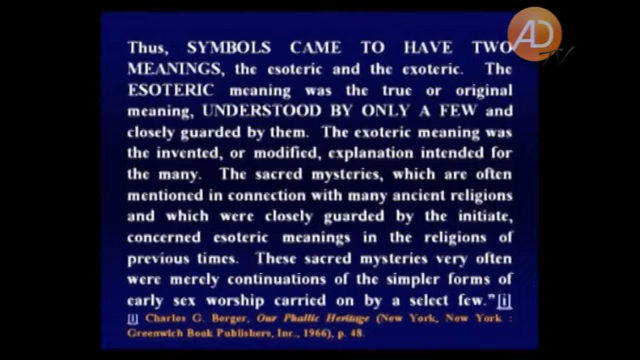 AD
TV
Thus, SYMBOLS CAME TO HAVE TWO
MEANINGS, the esoteric and the exoteric. The
ESOTERIC meaning was the true or original
meaning, UNDERSTOOD BY ONLY A FEW and
closely guarded by them. The exoteric meaning was
the invented, or modified, explanation intended for
the many. The sacred mysteries, which are often
mentioned in connection with many ancient religions
and which were closely guarded by the initiate,
concerned esoteric meanings in the religions of
previous times. These sacred mysteries very often
were merely continuations of the simpler forms of
early sex worship carried on by a select few."[i]
[i] Charles G. Berger, Our Phallic Heritage (New York, New York :
Greenwich Book Publishers, Inc., 1966), p. 48.